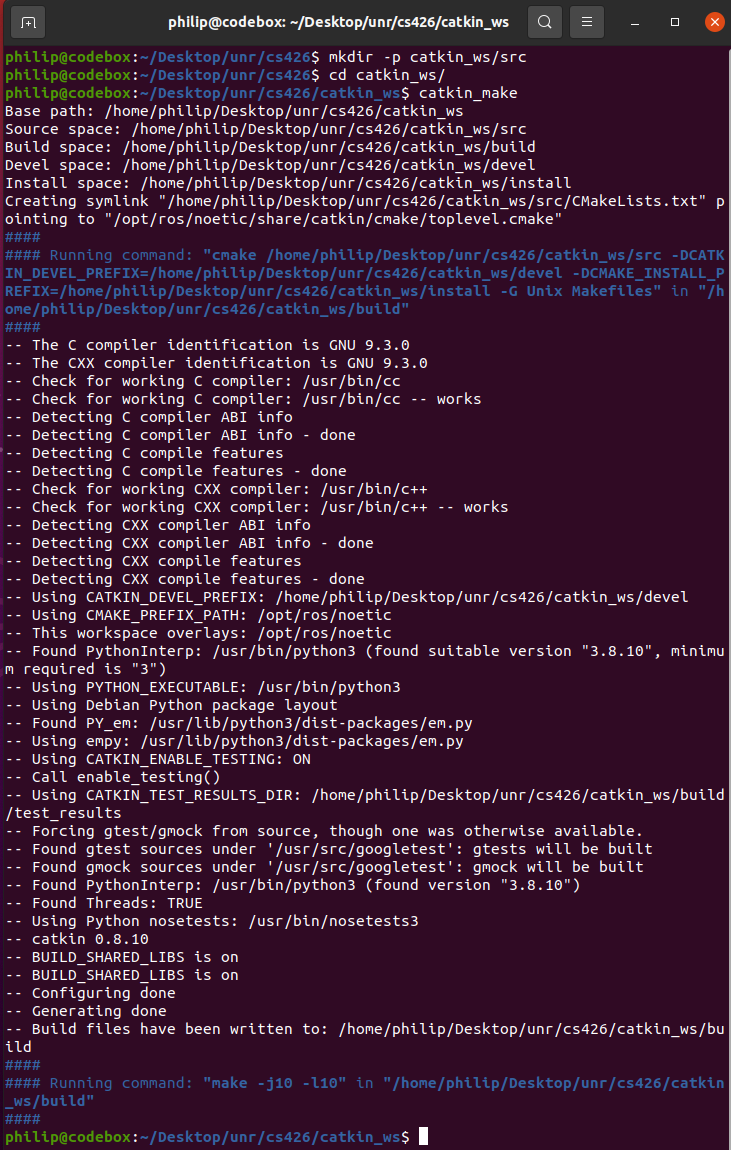 philip@codebox: ~/Desktop/unr/cs426/catkin_ws
philip@codebox:~/Desktop/unr/cs426$ mkdir -p catkin_ws/src
philip@codebox:~/Desktop/unr/cs426$ cd catkin_ws/
philip@codebox:~/Desktop/unr/cs426/catkin_ws$ catkin_make
Base path: /home/philip/Desktop/unr/cs426/catkin_ws
Source space: /home/philip/Desktop/unr/cs426/catkin_ws/src
Build space: /home/philip/Desktop/unr/cs426/catkin_ws/build
Devel space: /home/philip/Desktop/unr/cs426/catkin_ws/devel
Install space: /home/philip/Desktop/unr/cs426/catkin_ws/install
Creating symlink "/home/philip/Desktop/unr/cs426/catkin_ws/src/CMakeLists.txt" p
ointing to "/opt/ros/noetic/share/catkin/cmake/toplevel.cmake"
####
#### Running command: "cmake /home/philip/Desktop/unr/cs426/catkin_ws/src -DCATK
IN_DEVEL_PREFIX=/home/philip/Desktop/unr/cs426/catkin_ws/devel -DCMAKE_INSTALL_P
REFIX=/home/philip/Desktop/unr/cs426/catkin_ws/install -G Unix Makefiles" in "/h
ome/philip/Desktop/unr/cs426/catkin_ws/build"
####
-- The C compiler identification is GNU 9.3.0
-- The CXX compiler identification is GNU 9.3.0
-- Check for working C compiler: /usr/bin/cc
-- Check for working C compiler: /usr/bin/cc -- works
-- Detecting C compiler ABI info
-- Detecting C compiler ABI info - done
-- Detecting C compile features
-- Detecting C compile features - done
-- Check for working CXX compiler: /usr/bin/c++
-- Check for working CXX compiler: /usr/bin/c++ -- works
-- Detecting CXX compiler ABI info
-- Detecting CXX compiler ABI info - done
-- Detecting CXX compile features
-- Detecting CXX compile features - done
-- Using CATKIN_DEVEL_PREFIX: /home/philip/Desktop/unr/cs426/catkin_ws/devel
-- Using CMAKE_PREFIX_PATH: /opt/ros/noetic
-- This workspace overlays: /opt/ros/noetic
-- Found PythonInterp: /usr/bin/python3 (found suitable version "3.8.10", minimu
m required is "3")
-- Using PYTHON_EXECUTABLE: /usr/bin/python3
-- Using Debian Python package layout
-- Found PY_em: /usr/lib/python3/dist-packages/em.py
-- Using empy: /usr/lib/python3/dist-packages/em.py
-- Using CATKIN_ENABLE_TESTING: ON
-- Call enable_testing()
-- Using CATKIN_TEST_RESULTS_DIR: /home/philip/Desktop/unr/cs426/catkin_ws/build
/test_results
-- Forcing gtest/gmock from source, though one was otherwise available.
-- Found gtest sources under '/usr/src/googletest': gtests will be built
-- Found gmock sources under '/usr/src/googletest': gmock will be built
-- Found PythonInterp: /usr/bin/python3 (found version "3.8.10")
-- Found Threads: TRUE
-- Using Python nosetests: /usr/bin/nosetests3
-- catkin 0.8.10
-- BUILD_SHARED_LIBS is on
-- BUILD_SHARED_LIBS is on
-- Configuring done
-- Generating done
-- Build files have been written to: /home/philip/Desktop/unr/cs426/catkin_ws/bu
ild
####
#### Running command: "make -j10 -l10" in "/home/philip/Desktop/unr/cs426/catkin
_ws/build"
####
philip@codebox:~/Desktop/unr/cs426/catkin_ws$